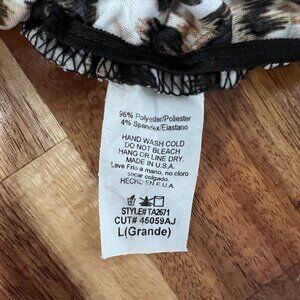 96% Polyester/Poliester
4% Spandex/Elastano
HAND WASH COLD
DO NOT BLEACH
HANG OR LINE DRY.
MADE IN U.S.A.
Lave Frio a mano, no cloro
secar colgado.
HECHO EN E.U.A.
STYLE# TA2671
CUT# 45059AJ
L(Grande)